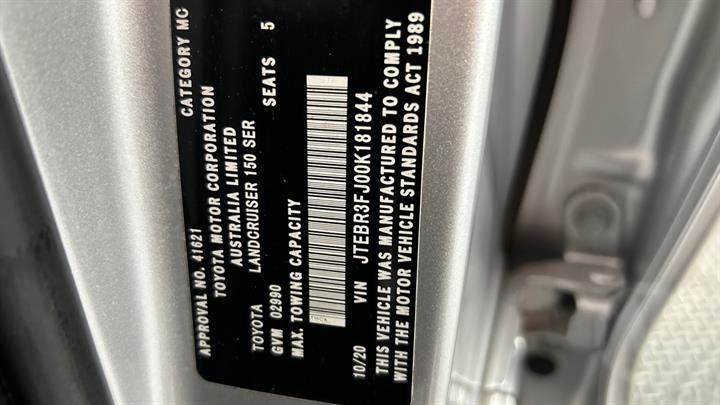 APPROVAL NO. 41621 CATEGORY MC
TOYOTA MOTOR CORPORATION
AUSTRALIA LIMITED
TOYOTA LANDCRUISER 150 SER
GVM 02990 SEATS 5
MAX. TOWING CAPACITY
10/20 VIN JTEBR3FJ00K181844
THIS VEHICLE WAS MANUFACTURED TO COMPLY
WITH THE MOTOR VEHICLE STANDARDS ACT 1989